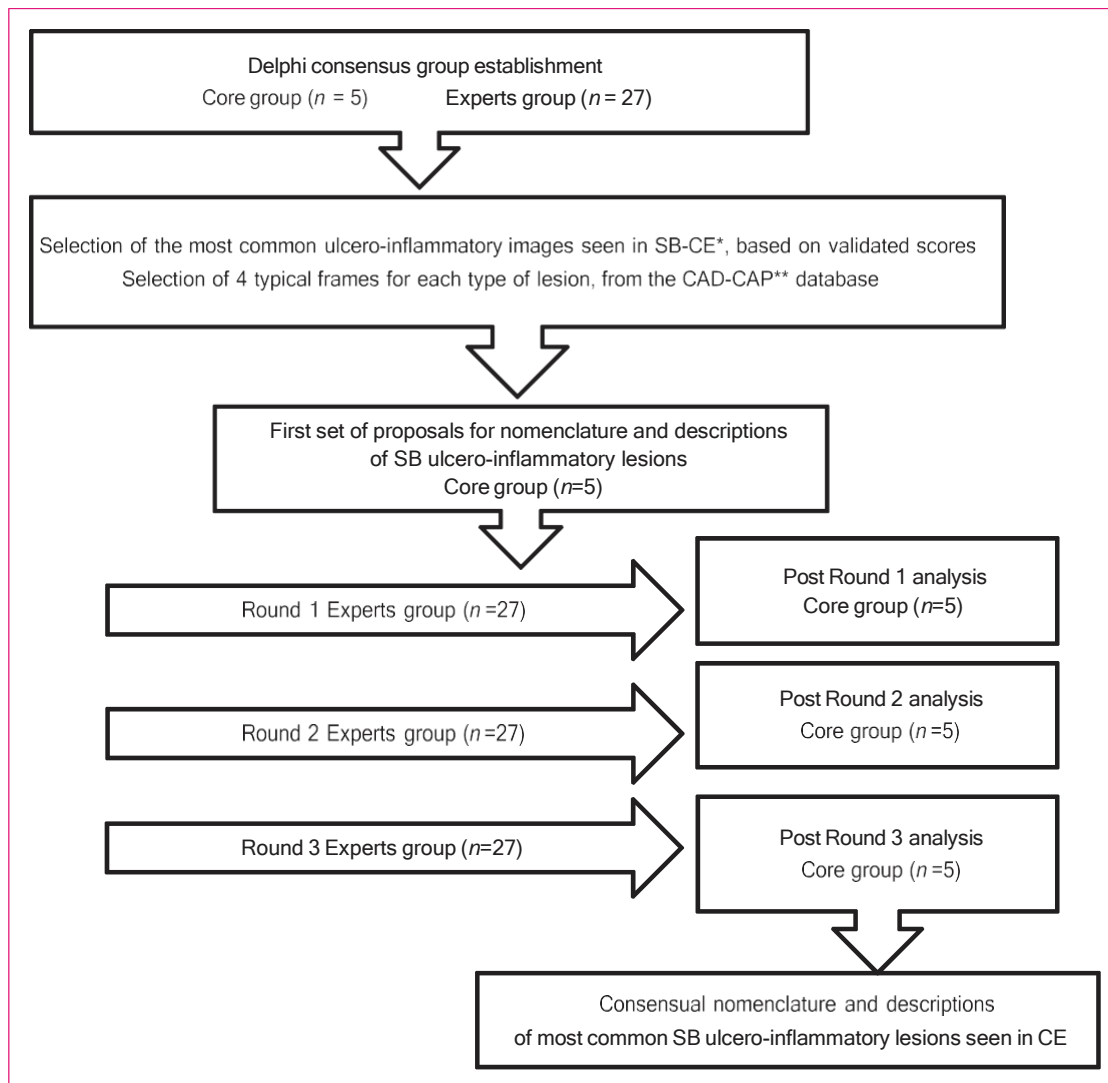 Delphi consensus group establishment
Core group (n = 5) Experts group (n = 27)
Selection of the most common ulcero-inflammatory images seen in SB-CE*, based on validated scores
Selection of 4 typical frames for each type of lesion, from the CAD-CAP** database
First set of proposals for nomenclature and descriptions
of SB ulcero-inflammatory lesions
Core group (n=5)
Round 1 Experts group (n =27)
Post Round 1 analysis
Core group (n=5)
Round 2 Experts group (n=27)
Post Round 2 analysis
Core group (n =5)
Round 3 Experts group (n=27)
Post Round 3 analysis
Core group (n =5)
Consensual nomenclature and descriptions
of most common SB ulcero-inflammatory lesions seen in CE